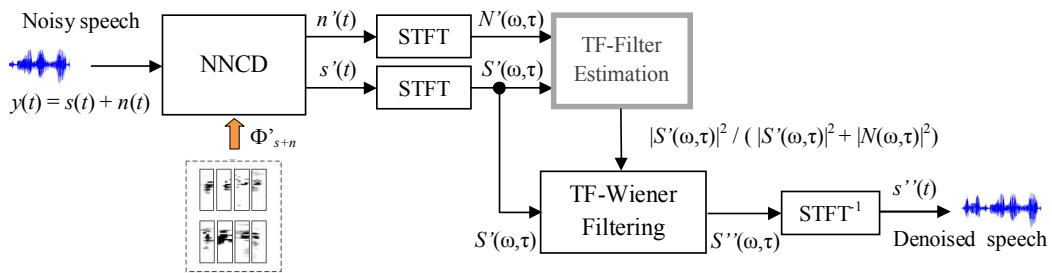 Noisy speech
y(t) = s(t) + n(t)
NNCD
Φ’s+n
n’(t)
s’(t)
STFT
STFT
N’(ω,τ)
S’(ω,τ)
TF-Filter
Estimation
|S’(ω,τ)|² / ( |S’(ω,τ)|² + |N(ω,τ)|²)
S’(ω,τ)
TF-Wiener
Filtering
S’’(ω,τ)
STFT⁻¹
s’’(t)
Denoised speech